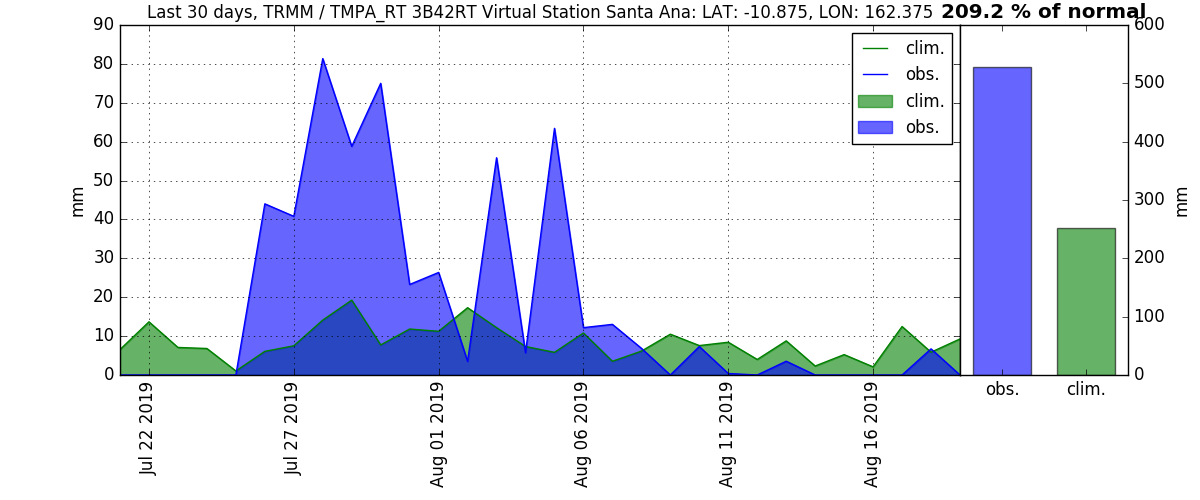 Last 30 days, TRMM / TMPA_RT 3B42RT Virtual Station Santa Ana: LAT: -10.875, LON: 162.375 209.2 % of normal
90
80
70
60
50
40
30
20
10
0
mm
clim.
obs.
clim.
obs.
Jul 22 2019
Jul 27 2019
Aug 01 2019
Aug 06 2019
Aug 11 2019
Aug 16 2019
600
500
400
300
200
100
0
mm
obs.
clim.